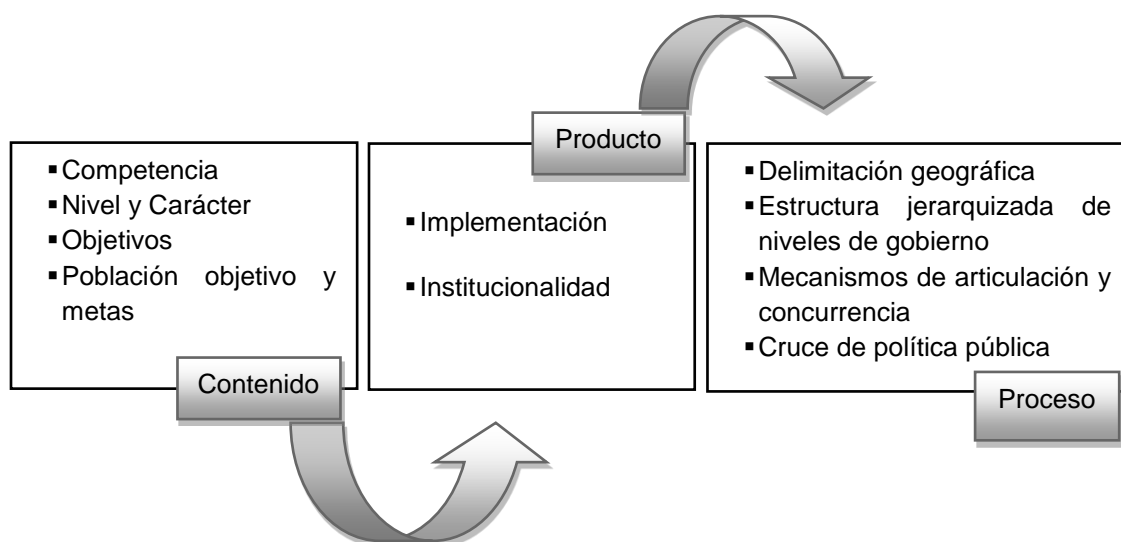 ▪Competencia
▪Nivel y Carácter
▪Objetivos
▪Población objetivo y
metas
Contenido
Producto
▪Implementación
▪Institucionalidad
▪Delimitación geográfica
▪Estructura jerarquizada de
niveles de gobierno
▪Mecanismos de articulación y
concurrencia
▪Cruce de política pública
Proceso